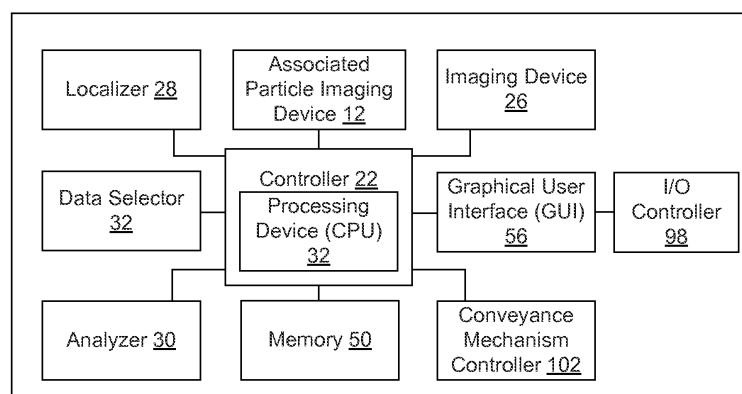 Localizer 28
Associated
Particle Imaging
Device 12
Imaging Device
26
Data Selector
32
Controller 22
Processing
Device (CPU)
32
Graphical User
Interface (GUI)
56
I/O
Controller
98
Analyzer 30
Memory 50
Conveyance
Mechanism
Controller 102